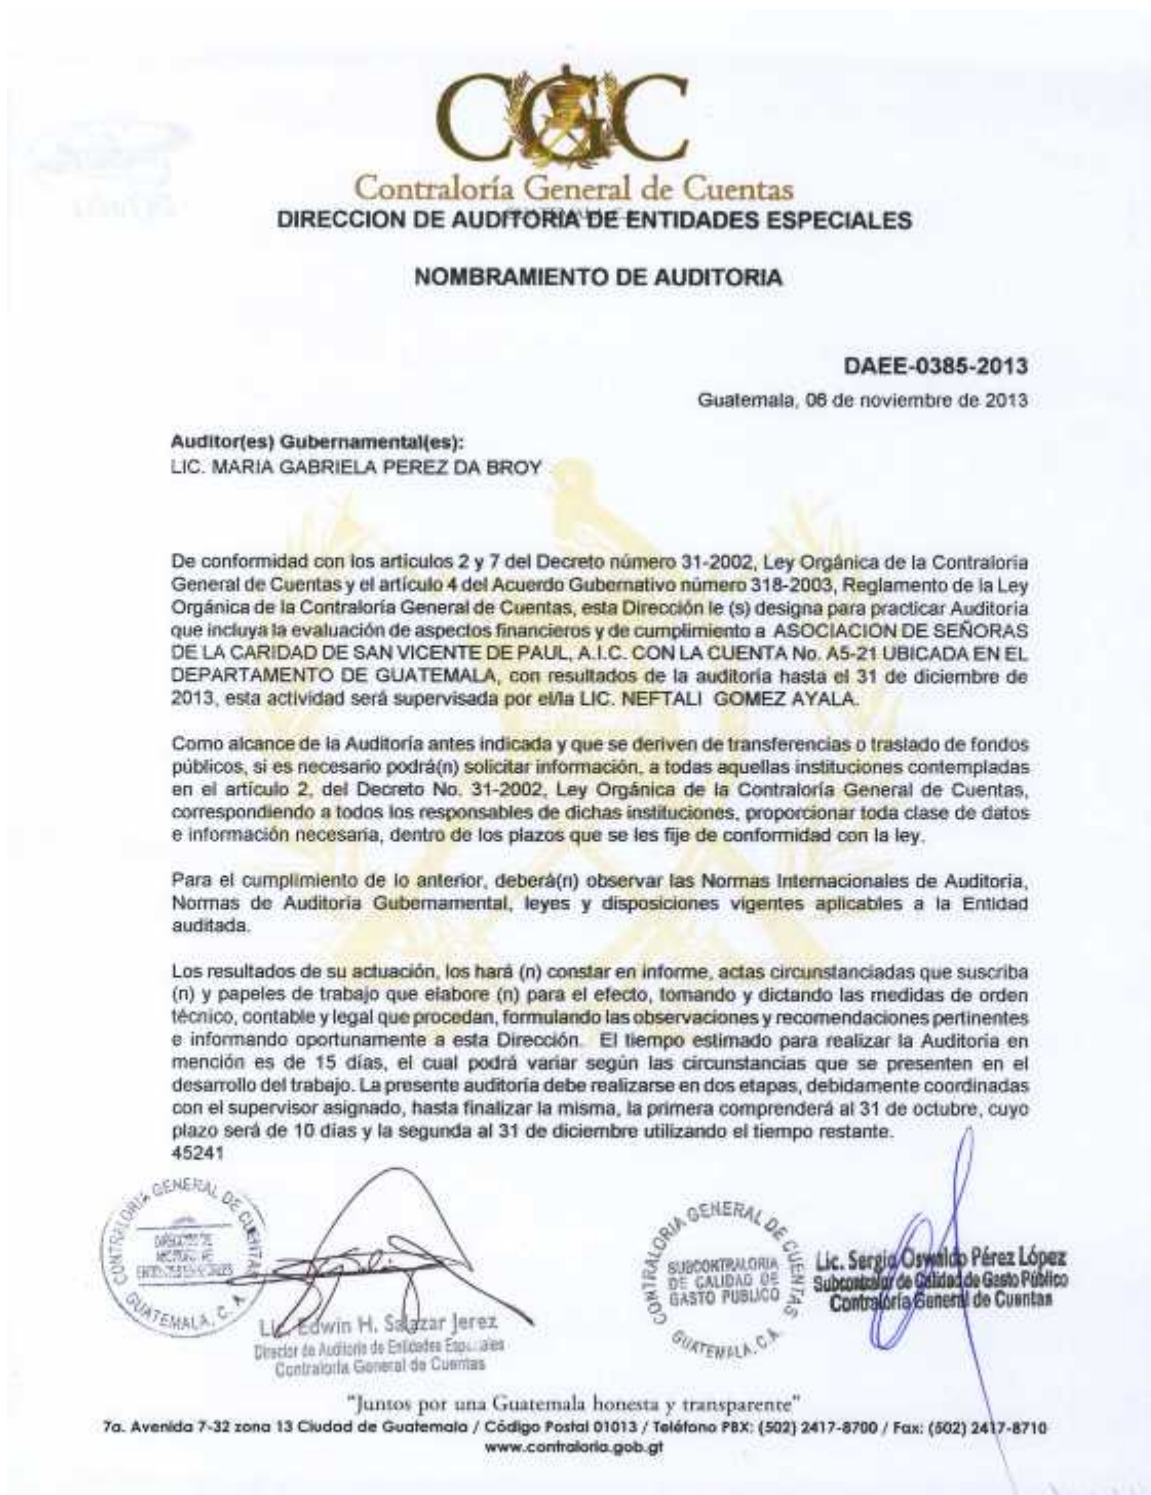 CGC
Contraloría General de Cuentas
DIRECCION DE AUDITORIA DE ENTIDADES ESPECIALES
NOMBRAMIENTO DE AUDITORIA
DAEE-0385-2013
Guatemala, 06 de noviembre de 2013
Auditor(es) Gubernamental(es):
LIC. MARIA GABRIELA PEREZ DA BROY
De conformidad con los artículos 2 y 7 del Decreto número 31-2002, Ley Orgánica de la Contraloría
General de Cuentas y el artículo 4 del Acuerdo Gubernativo número 318-2003, Reglamento de la Ley
Orgánica de la Contraloría General de Cuentas, esta Dirección le (s) designa para practicar Auditoria
que incluya la evaluación de aspectos financieros y de cumplimiento a ASOCIACION DE SEÑORAS
DE LA CARIDAD DE SAN VICENTE DE PAUL, A.I.C. CON LA CUENTA No. A5-21 UBICADA EN EL
DEPARTAMENTO DE GUATEMALA, con resultados de la auditoría hasta el 31 de diciembre de
2013, esta actividad será supervisada por el/la LIC. NEFTALI GOMEZ AYALA.
Como alcance de la Auditoría antes indicada y que se deriven de transferencias o traslado de fondos
públicos, si es necesario podrá(n) solicitar información, a todas aquellas instituciones contempladas
en el artículo 2, del Decreto No. 31-2002, Ley Orgánica de la Contraloría General de Cuentas,
correspondiendo a todos los responsables de dichas instituciones, proporcionar toda clase de datos
e información necesaria, dentro de los plazos que se les fije de conformidad con la ley.
Para el cumplimiento de lo anterior, deberá(n) observar las Normas Internacionales de Auditoria,
Normas de Auditoria Gubernamental, leyes y disposiciones vigentes aplicables a la Entidad
auditada.
Los resultados de su actuación, los hará (n) constar en informe, actas circunstanciadas que suscriba
(n) y papeles de trabajo que elabore (n) para el efecto, tomando y dictando las medidas de orden
técnico, contable y legal que procedan, formulando las observaciones y recomendaciones pertinentes
e informando oportunamente a esta Dirección. El tiempo estimado para realizar la Auditoria en
mención es de 15 días, el cual podrá variar según las circunstancias que se presenten en el
desarrollo del trabajo. La presente auditoría debe realizarse en dos etapas, debidamente coordinadas
con el supervisor asignado, hasta finalizar la misma, la primera comprenderá al 31 de octubre, cuyo
plazo será de 10 días y la segunda al 31 de diciembre utilizando el tiempo restante.
45241
CONTRALORIA GENERAL DE CUENTAS
GUATEMALA, C. A.
Lic. Edwin H. Salazar Jerez
Director de Auditoria de Entidades Especiales
Contraloría General de Cuentas
CONTRALORIA GENERAL DE CUENTAS
SUBCONTRALORIA
DE CALIDAD DE
GASTO PUBLICO
GUATEMALA, C.A.
Lic. Sergio Oswaldo Pérez López
Subcontralor de Calidad de Gasto Público
Contraloría General de Cuentas
"Juntos por una Guatemala honesta y transparente"
7a. Avenida 7-32 zona 13 Ciudad de Guatemala / Código Postal 01013 / Teléfono PBX: (502) 2417-8700 / Fax: (502) 2417-8710
www.contraloria.gob.gt